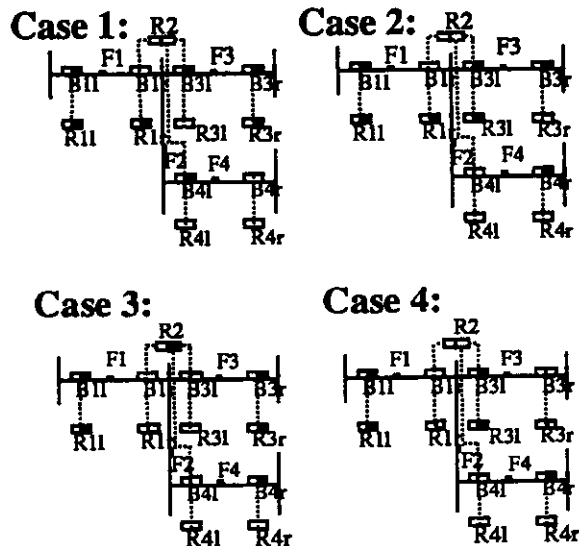 Case 1:
R2
F1
F3
B1l
B1r
B3l
B3r
R1l
R1r
R3l
R3r
F2
F4
B4l
B4r
R4l
R4r
Case 2:
R2
F1
F3
B1l
B1r
B3l
B3r
R1l
R1r
R3l
R3r
F2
F4
B4l
B4r
R4l
R4r
Case 3:
R2
F1
F3
B1l
B1r
B3l
B3r
R1l
R1r
R3l
R3r
F2
F4
B4l
B4r
R4l
R4r
Case 4:
R2
F1
F3
B1l
B1r
B3l
B3r
R1l
R1r
R3l
R3r
F2
F4
B4l
B4r
R4l
R4r